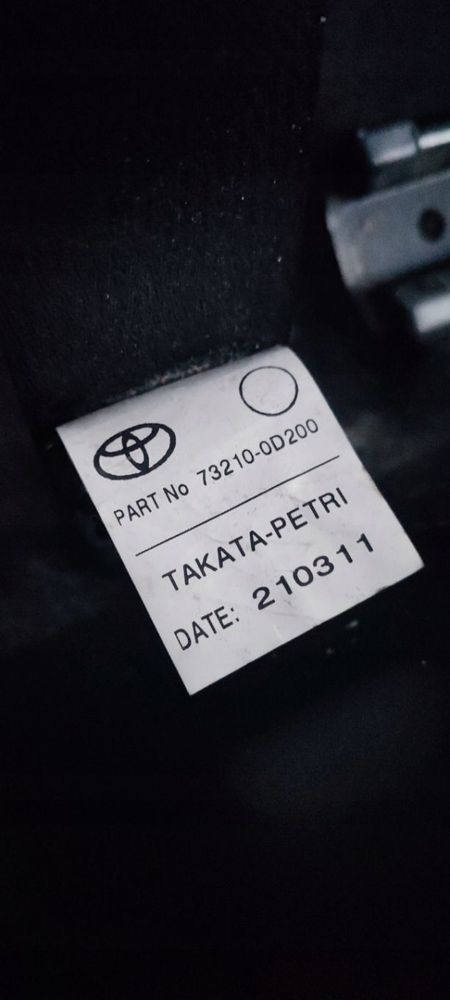 PART No 73210-0D200
TAKATA-PETRI
DATE: 210311